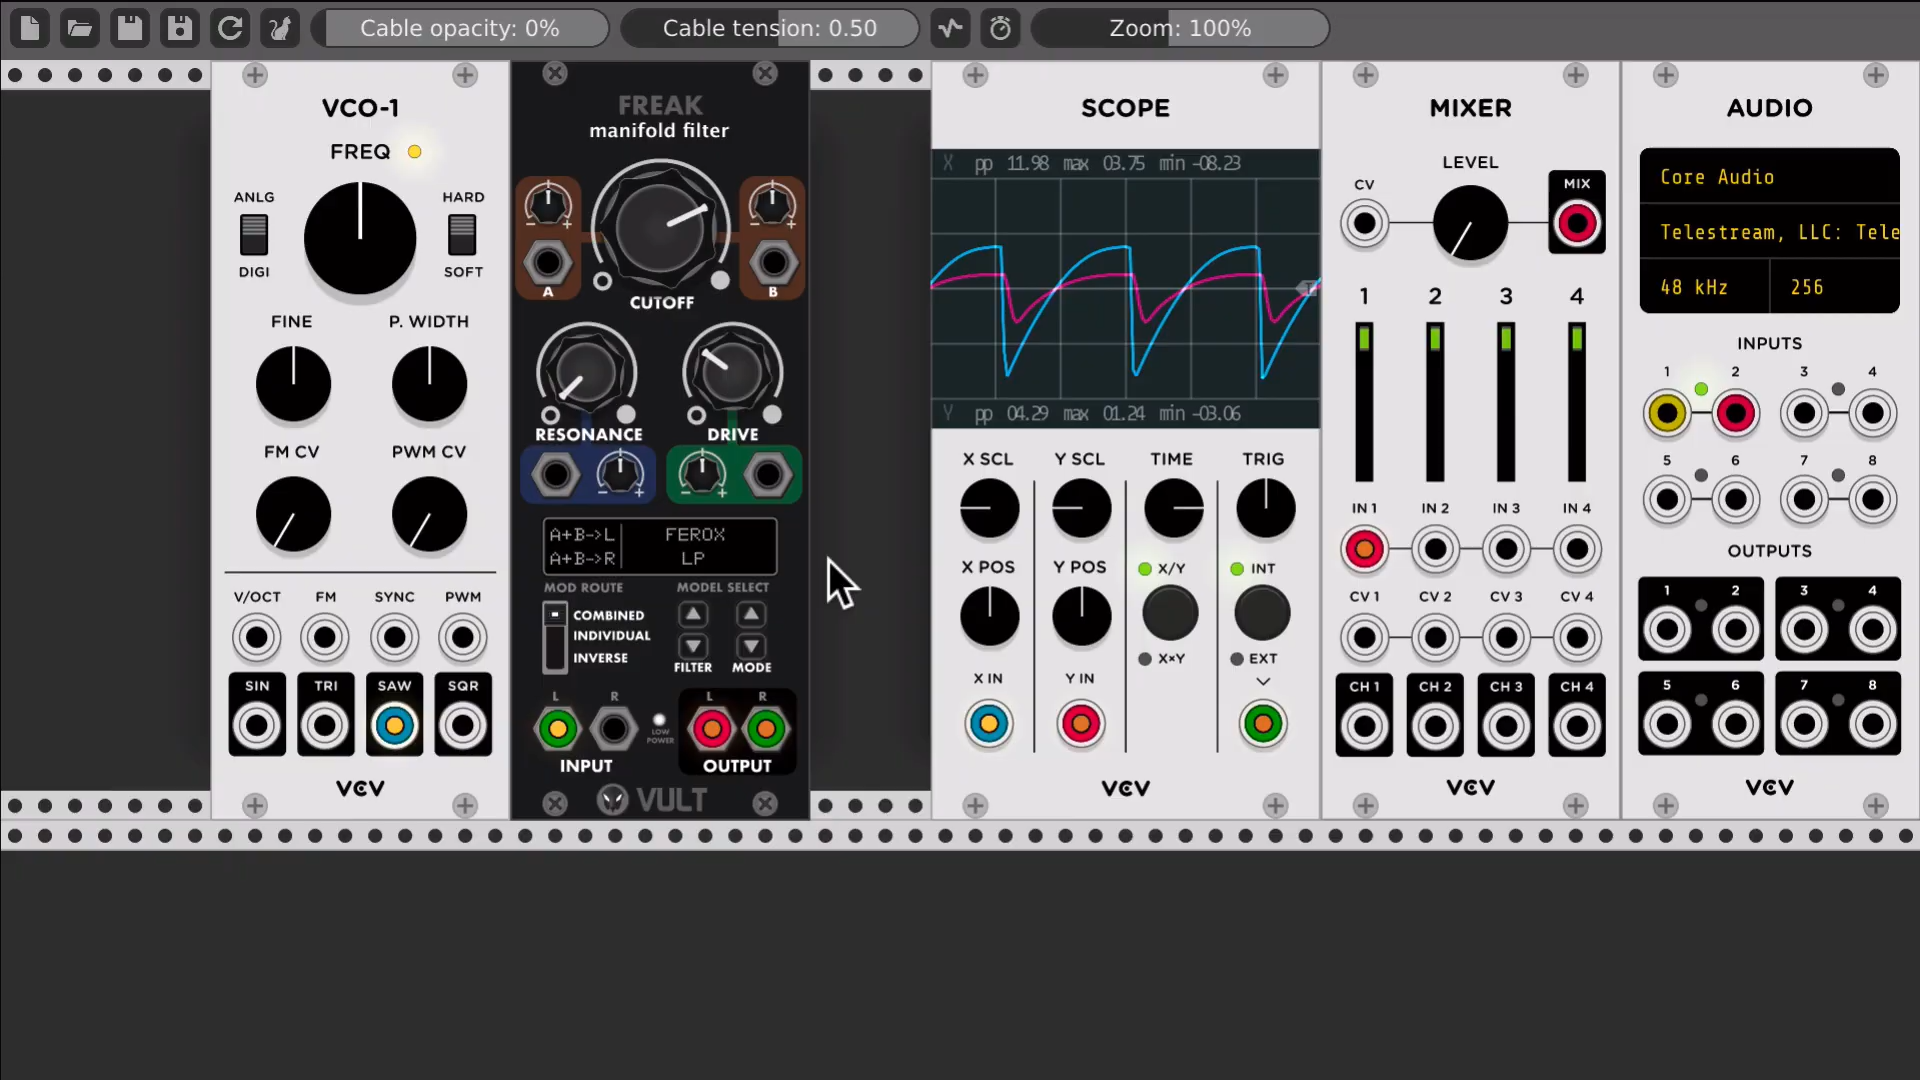 Cable opacity: 0%
Cable tension: 0.50
Zoom: 100%
VCO-1
FREQ
ANLG
HARD
DIGI
SOFT
FINE
P. WIDTH
FM CV
PWM CV
V/OCT
FM
SYNC
PWM
SIN
TRI
SAW
SQR
VCV
FREAK
manifold filter
A
B
CUTOFF
RESONANCE
DRIVE
A+B->L
FEROX
A+B->R
LP
MOD ROUTE
MODEL SELECT
COMBINED
INDIVIDUAL
INVERSE
FILTER
MODE
L
R
LOW
POWER
L
R
INPUT
OUTPUT
VULT
SCOPE
X pp 11.98 max 03.75 min -08.23
T
Y pp 04.29 max 01.24 min -03.06
X SCL
Y SCL
TIME
TRIG
X POS
Y POS
X/Y
INT
X×Y
EXT
X IN
Y IN
VCV
MIXER
LEVEL
CV
MIX
1
2
3
4
IN 1
IN 2
IN 3
IN 4
CV 1
CV 2
CV 3
CV 4
CH 1
CH 2
CH 3
CH 4
VCV
AUDIO
Core Audio
Telestream, LLC: Tele
48 kHz
256
INPUTS
1
2
3
4
5
6
7
8
OUTPUTS
1
2
3
4
5
6
7
8
VCV